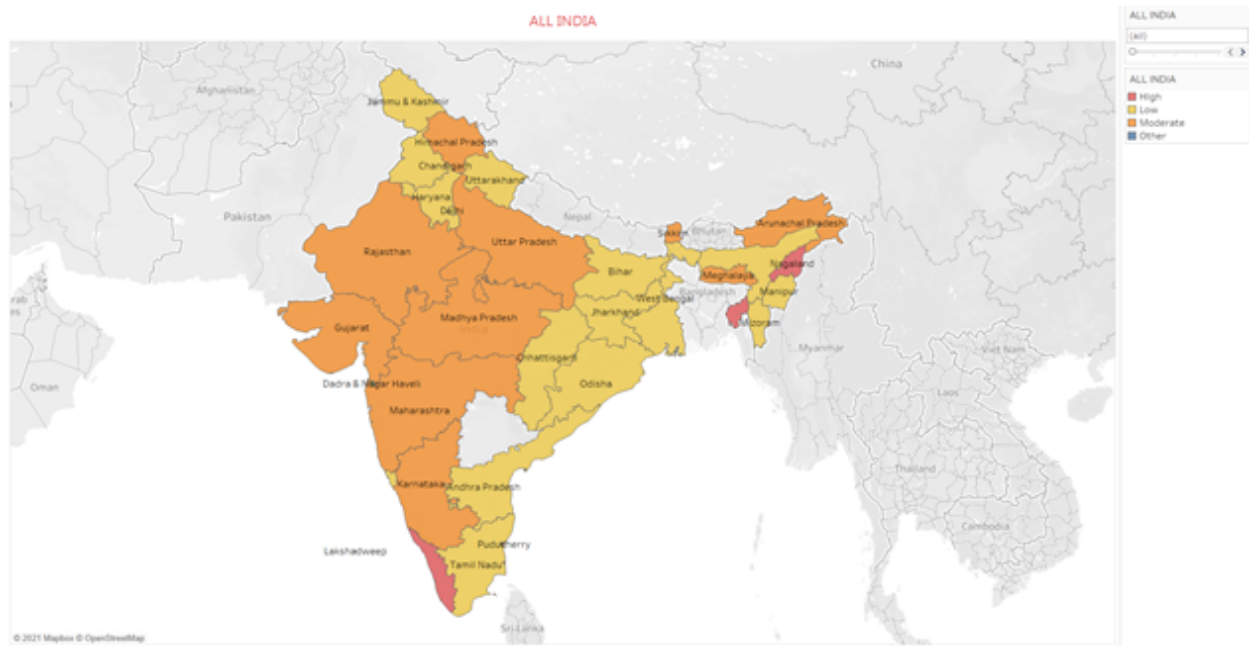 ALL INDIA
ALL INDIA
(All)
ALL INDIA
High
Low
Moderate
Other
China
Afghanistan
Jammu & Kashmir
Himachal Pradesh
Chandigarh
Uttarakhand
Haryana
Delhi
Pakistan
Nepal
Sikkim
Bhutan
Arunachal Pradesh
Rajasthan
Uttar Pradesh
Nagaland
Bihar
Meghalaya
Bangladesh
Manipur
West Bengal
Jharkhand
Mizoram
Gujarat
Madhya Pradesh
India
Myanmar
Viet Nam
Chhattisgarh
Laos
Dadra & Nagar Haveli
Odisha
Oman
Maharashtra
Thailand
Karnataka
Andhra Pradesh
Cambodia
Lakshadweep
Puducherry
Tamil Nadu
Sri Lanka
© 2021 Mapbox © OpenStreetMap